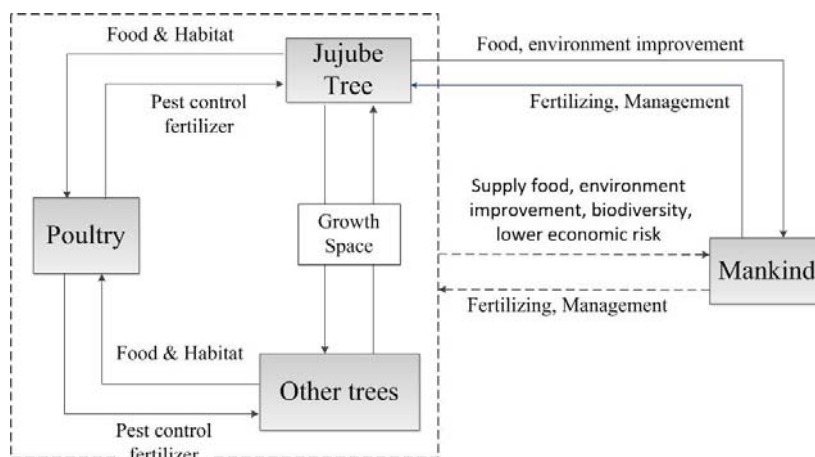 Food & Habitat
Jujube
Tree
Food, environment improvement
Pest control
fertilizer
Fertilizing, Management
Supply food, environment
improvement, biodiversity,
lower economic risk
Growth
Space
Poultry
Mankind
Fertilizing, Management
Food & Habitat
Other trees
Pest control
fertilizer